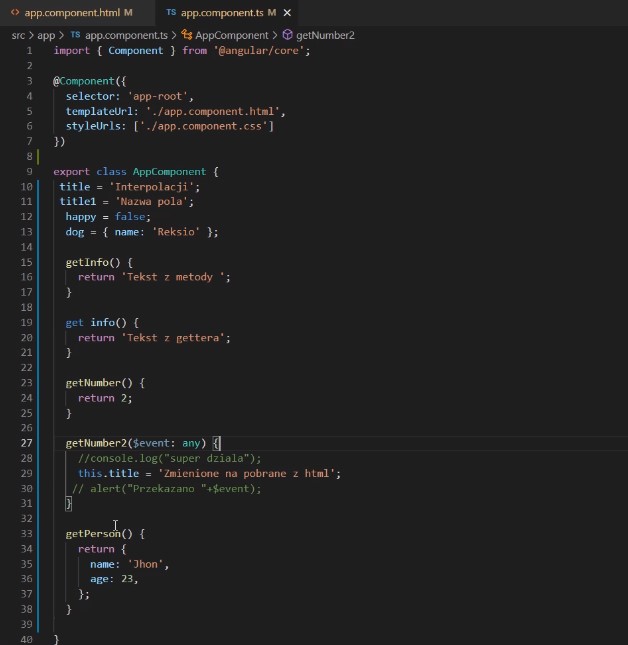 app.component.html M TS app.component.ts M ×
src > app > TS app.component.ts > AppComponent > getNumber2
1 import { Component } from '@angular/core';
2
3 @Component({
4   selector: 'app-root',
5   templateUrl: './app.component.html',
6   styleUrls: ['./app.component.css']
7 })
8
9 export class AppComponent {
10  title = 'Interpolacji';
11  title1 = 'Nazwa pola';
12   happy = false;
13   dog = { name: 'Reksio' };
14
15   getInfo() {
16     return 'Tekst z metody ';
17   }
18
19   get info() {
20     return 'Tekst z gettera';
21   }
22
23   getNumber() {
24     return 2;
25   }
26
27   getNumber2($event: any) {
28     //console.log("super dziala");
29     this.title = 'Zmienione na pobrane z html';
30    // alert("Przekazano "+$event);
31   }
32
33   getPerson() {
34     return {
35       name: 'Jhon',
36       age: 23,
37     };
38   }
39
40 }